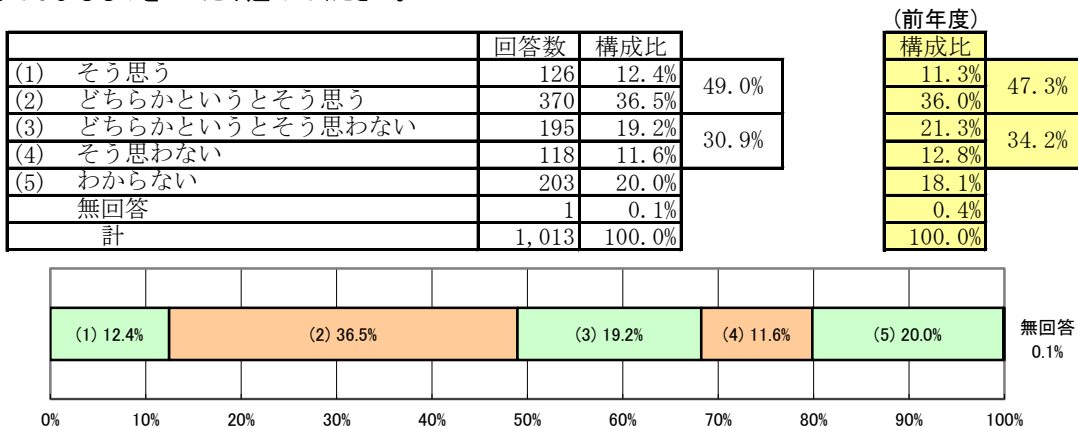 (前年度)
回答数 構成比 構成比
(1) そう思う 126 12.4% 49.0% 11.3% 47.3%
(2) どちらかというとそう思う 370 36.5% 36.0%
(3) どちらかというとそう思わない 195 19.2% 30.9% 21.3% 34.2%
(4) そう思わない 118 11.6% 12.8%
(5) わからない 203 20.0% 18.1%
無回答 1 0.1% 0.4%
計 1,013 100.0% 100.0%
(1) 12.4% (2) 36.5% (3) 19.2% (4) 11.6% (5) 20.0% 無回答
0.1%
0% 10% 20% 30% 40% 50% 60% 70% 80% 90% 100%